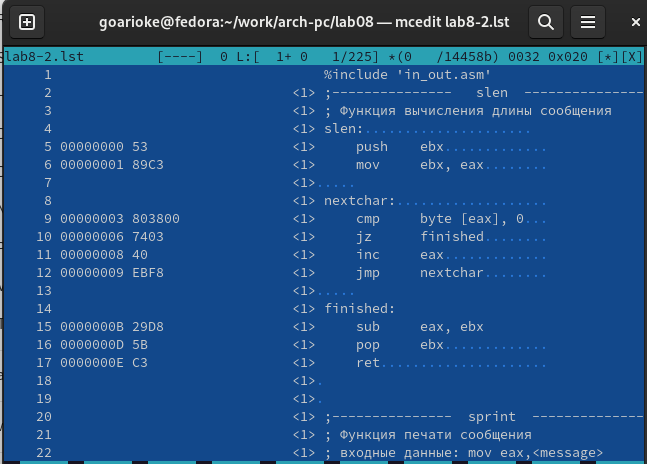 goarioke@fedora:~/work/arch-pc/lab08 — mcedit lab8-2.lst
lab8-2.lst [----] 0 L:[ 1+ 0 1/225] *(0 /14458b) 0032 0x020 [*][X]
1 %include 'in_out.asm'
2 <1> ;--------------- slen ---------------
3 <1> ; Функция вычисления длины сообщения
4 <1> slen:.....................
5 00000000 53 <1> push ebx.............
6 00000001 89C3 <1> mov ebx, eax........
7 <1>.....
8 <1> nextchar:...................
9 00000003 803800 <1> cmp byte [eax], 0...
10 00000006 7403 <1> jz finished........
11 00000008 40 <1> inc eax.............
12 00000009 EBF8 <1> jmp nextchar........
13 <1>.....
14 <1> finished:
15 0000000B 29D8 <1> sub eax, ebx
16 0000000D 5B <1> pop ebx.............
17 0000000E C3 <1> ret.....................
18 <1>.
19 <1>.
20 <1> ;--------------- sprint --------------
21 <1> ; Функция печати сообщения
22 <1> ; входные данные: mov eax,<message>